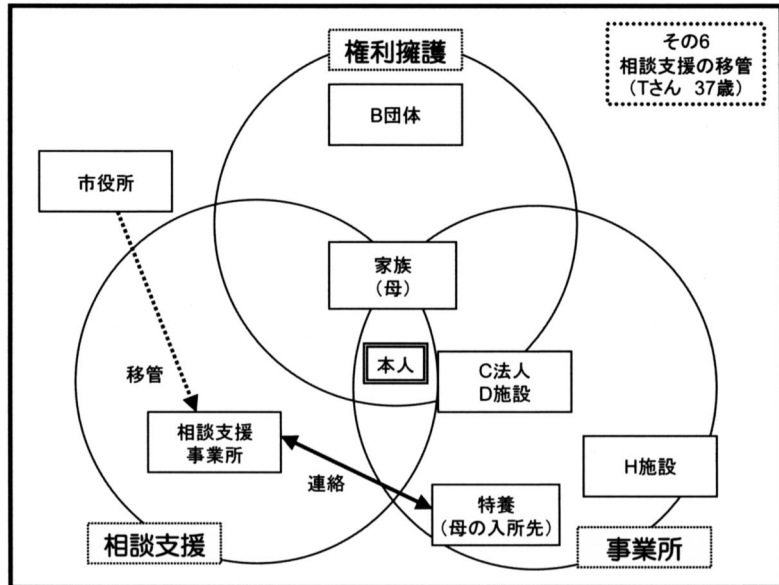 その6
相談支援の移管
(Tさん 37歳)
権利擁護
B団体
市役所
家族
(母)
本人
C法人
D施設
移管
相談支援
事業所
連絡
H施設
特養
(母の入所先)
相談支援
事業所